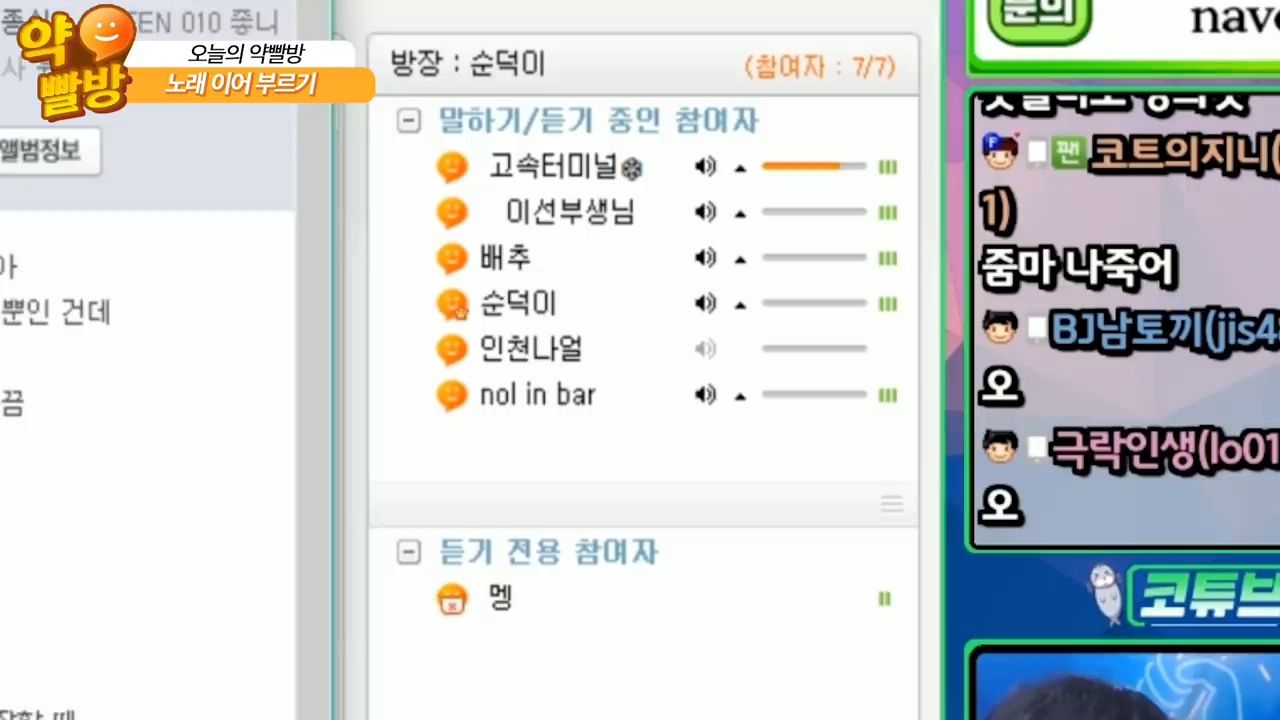 약빨방
오늘의 약빨방
노래 이어 부르기
EEN 010 좋니
앨범정보
뿐인 건데
방장 : 순덕이
(참여자 : 7/7)
말하기/듣기 중인 참여자
고속터미널
이선부생님
배추
순덕이
인천나얼
nol in bar
듣기 전용 참여자
멩
문의
팬 코트의지니(
1)
줌마 나죽어
BJ남토끼(jis4
오
극락인생(lo01
오
코튜브